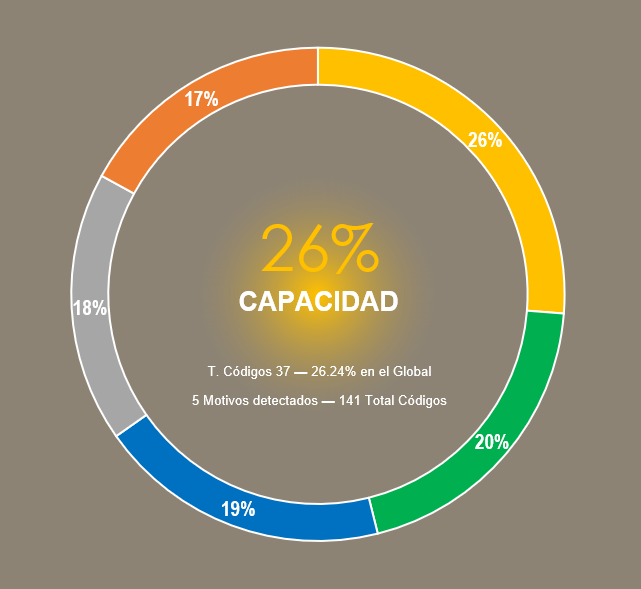 17%
26%
26%
CAPACIDAD
18%
T. Códigos 37 — 26.24% en el Global
5 Motivos detectados — 141 Total Códigos
20%
19%